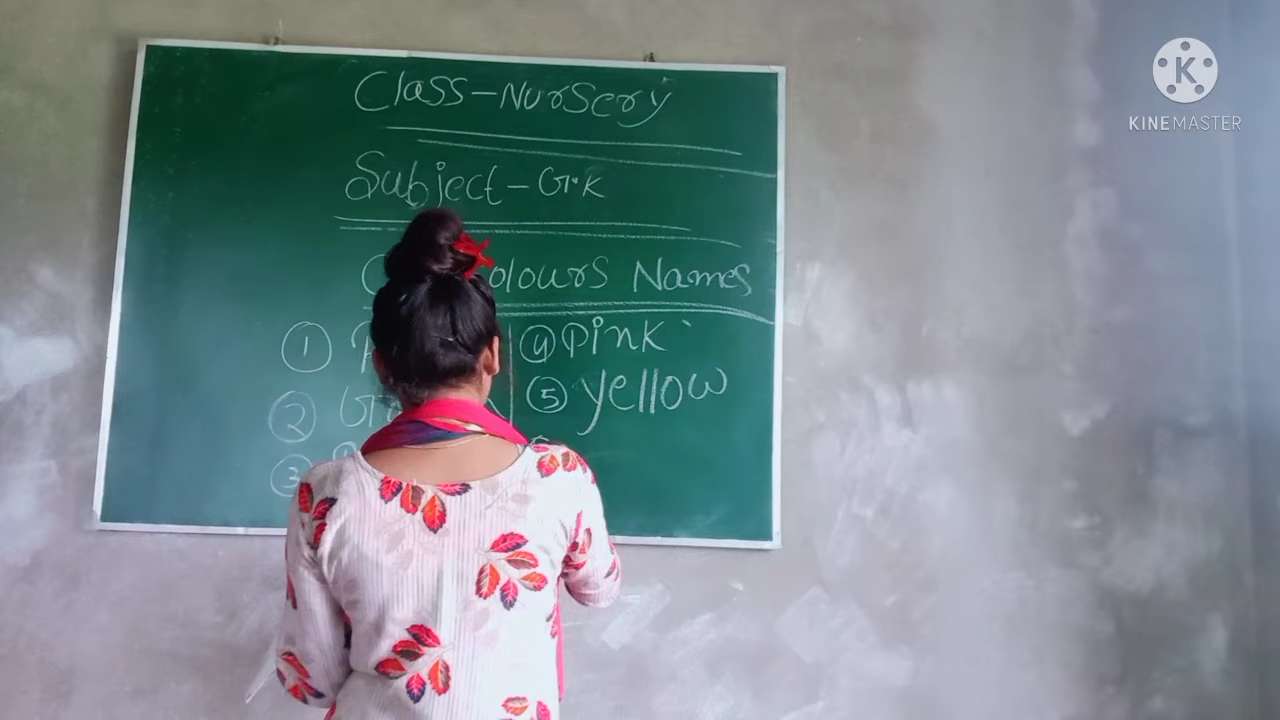 Class - Nursery
Subject - G.K
Colours Names
1
2
3
4 Pink
5 Yellow
K
KINEMASTER